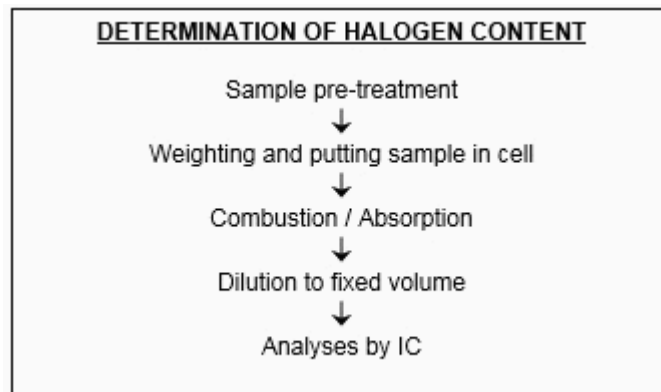 DETERMINATION OF HALOGEN CONTENT
Sample pre-treatment
↓
Weighting and putting sample in cell
↓
Combustion / Absorption
↓
Dilution to fixed volume
↓
Analyses by IC